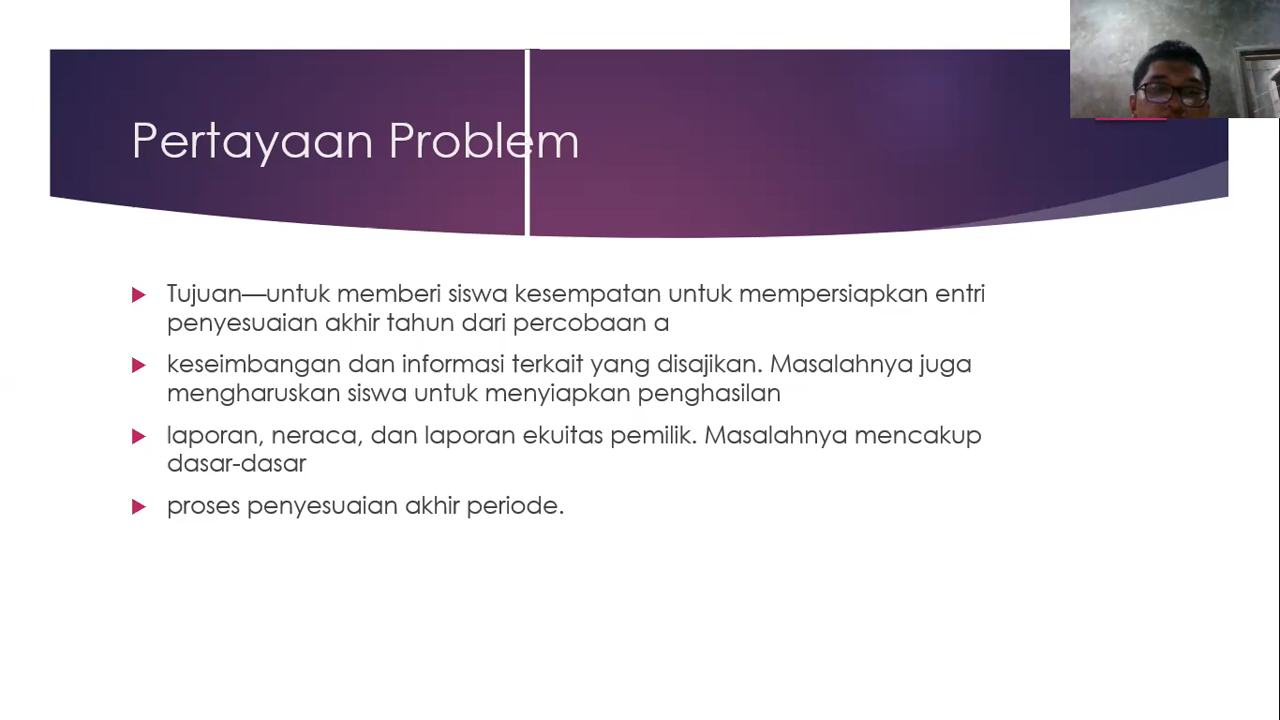 Pertayaan Problem
Tujuan—untuk memberi siswa kesempatan untuk mempersiapkan entri
penyesuaian akhir tahun dari percobaan a
keseimbangan dan informasi terkait yang disajikan. Masalahnya juga
mengharuskan siswa untuk menyiapkan penghasilan
laporan, neraca, dan laporan ekuitas pemilik. Masalahnya mencakup
dasar-dasar
proses penyesuaian akhir periode.